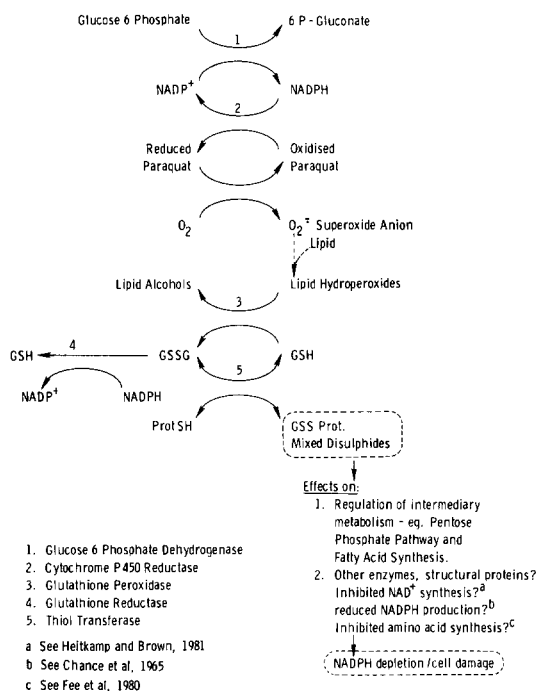 Glucose 6 Phosphate 6 P - Gluconate
1
NADP+ NADPH
2
Reduced Oxidised
Paraquat Paraquat
O2 O2 Superoxide Anion
Lipid
Lipid Alcohols Lipid Hydroperoxides
3
GSH 4 GSSG GSH
5
NADP+ NADPH
Prot SH GSS Prot.
Mixed Disulphides
Effects on:
1. Regulation of intermediary
metabolism - eg. Pentose
Phosphate Pathway and
Fatty Acid Synthesis.
2. Other enzymes, structural proteins?
Inhibited NAD+ synthesis?a
reduced NADPH production?b
Inhibited amino acid synthesis?c
NADPH depletion / cell damage
1. Glucose 6 Phosphate Dehydrogenase
2. Cytochrome P450 Reductase
3. Glutathione Peroxidase
4. Glutathione Reductase
5. Thiol Transferase
a See Heitkamp and Brown, 1981
b See Chance et al, 1965
c See Fee et al, 1980